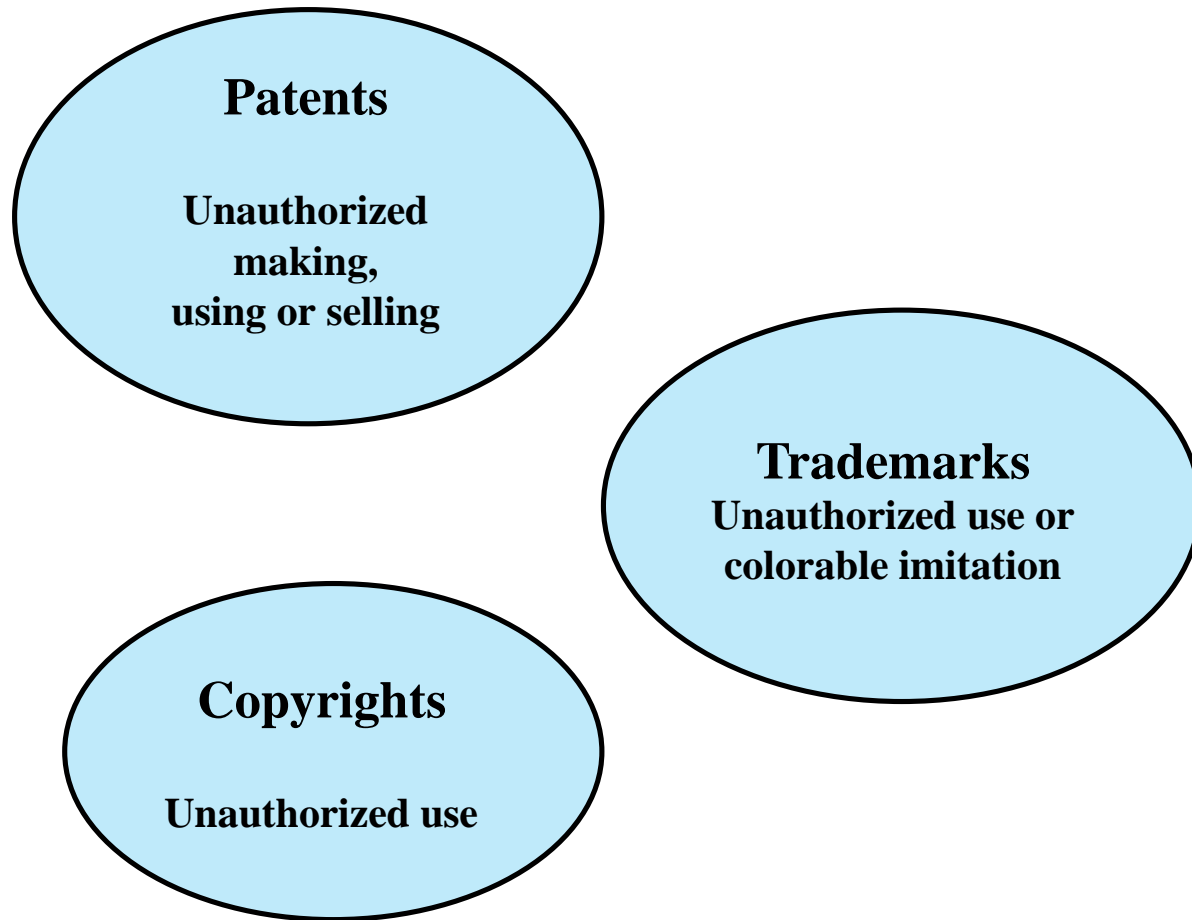 Patents
Unauthorized
making,
using or selling
Trademarks
Unauthorized use or
colorable imitation
Copyrights
Unauthorized use